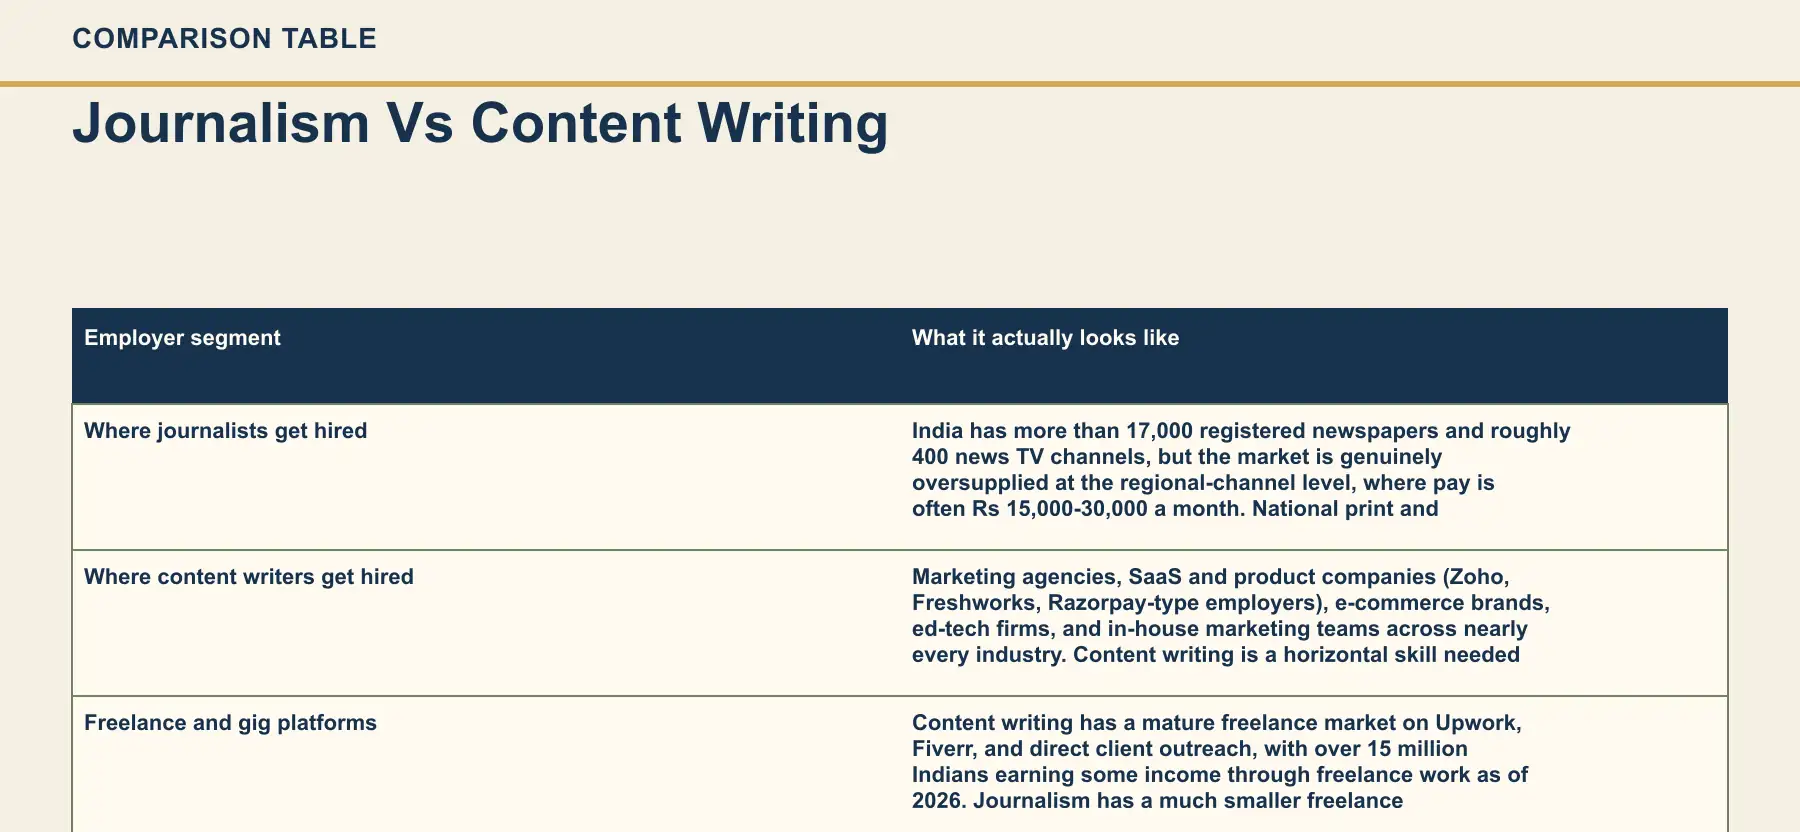 COMPARISON TABLE
Journalism Vs Content Writing
Employer segment
What it actually looks like
Where journalists get hired
India has more than 17,000 registered newspapers and roughly
400 news TV channels, but the market is genuinely
oversupplied at the regional-channel level, where pay is
often Rs 15,000-30,000 a month. National print and
Where content writers get hired
Marketing agencies, SaaS and product companies (Zoho,
Freshworks, Razorpay-type employers), e-commerce brands,
ed-tech firms, and in-house marketing teams across nearly
every industry. Content writing is a horizontal skill needed
Freelance and gig platforms
Content writing has a mature freelance market on Upwork,
Fiverr, and direct client outreach, with over 15 million
Indians earning some income through freelance work as of
2026. Journalism has a much smaller freelance